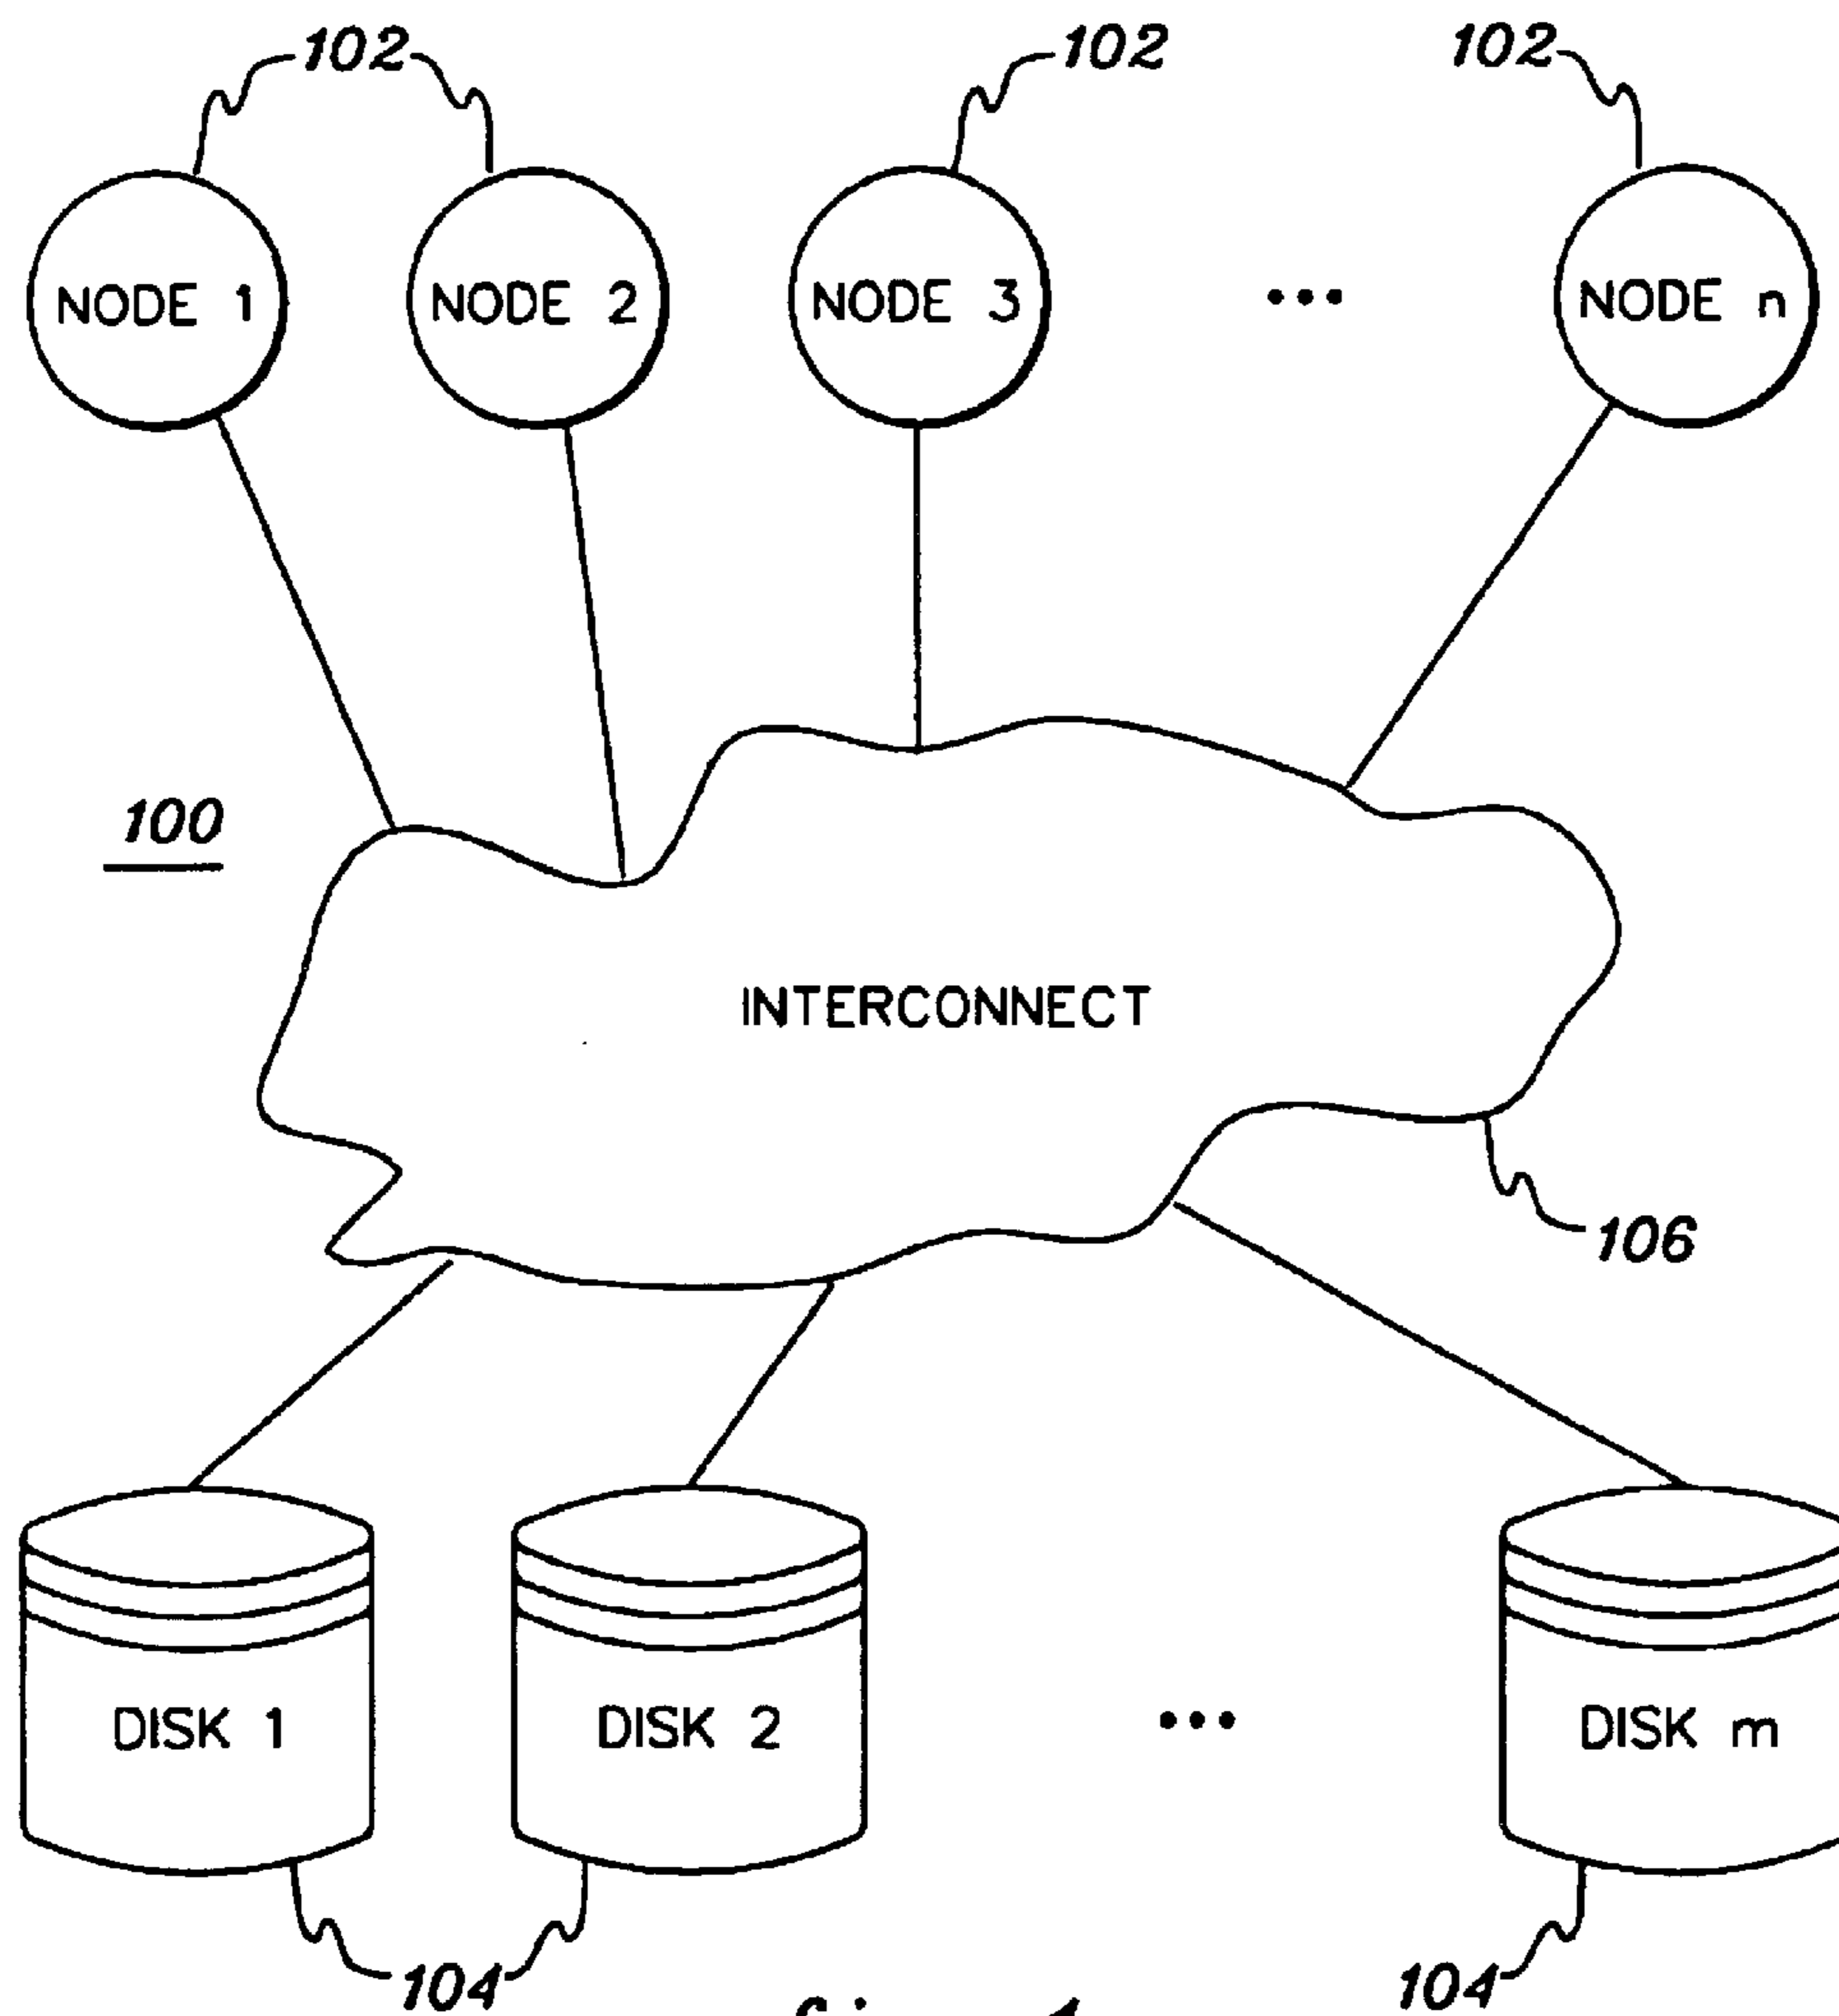 102 102 102
NODE 1 NODE 2 NODE 3 ••• NODE n
100
INTERCONNECT
106
DISK 1 DISK 2 ••• DISK m
104 104